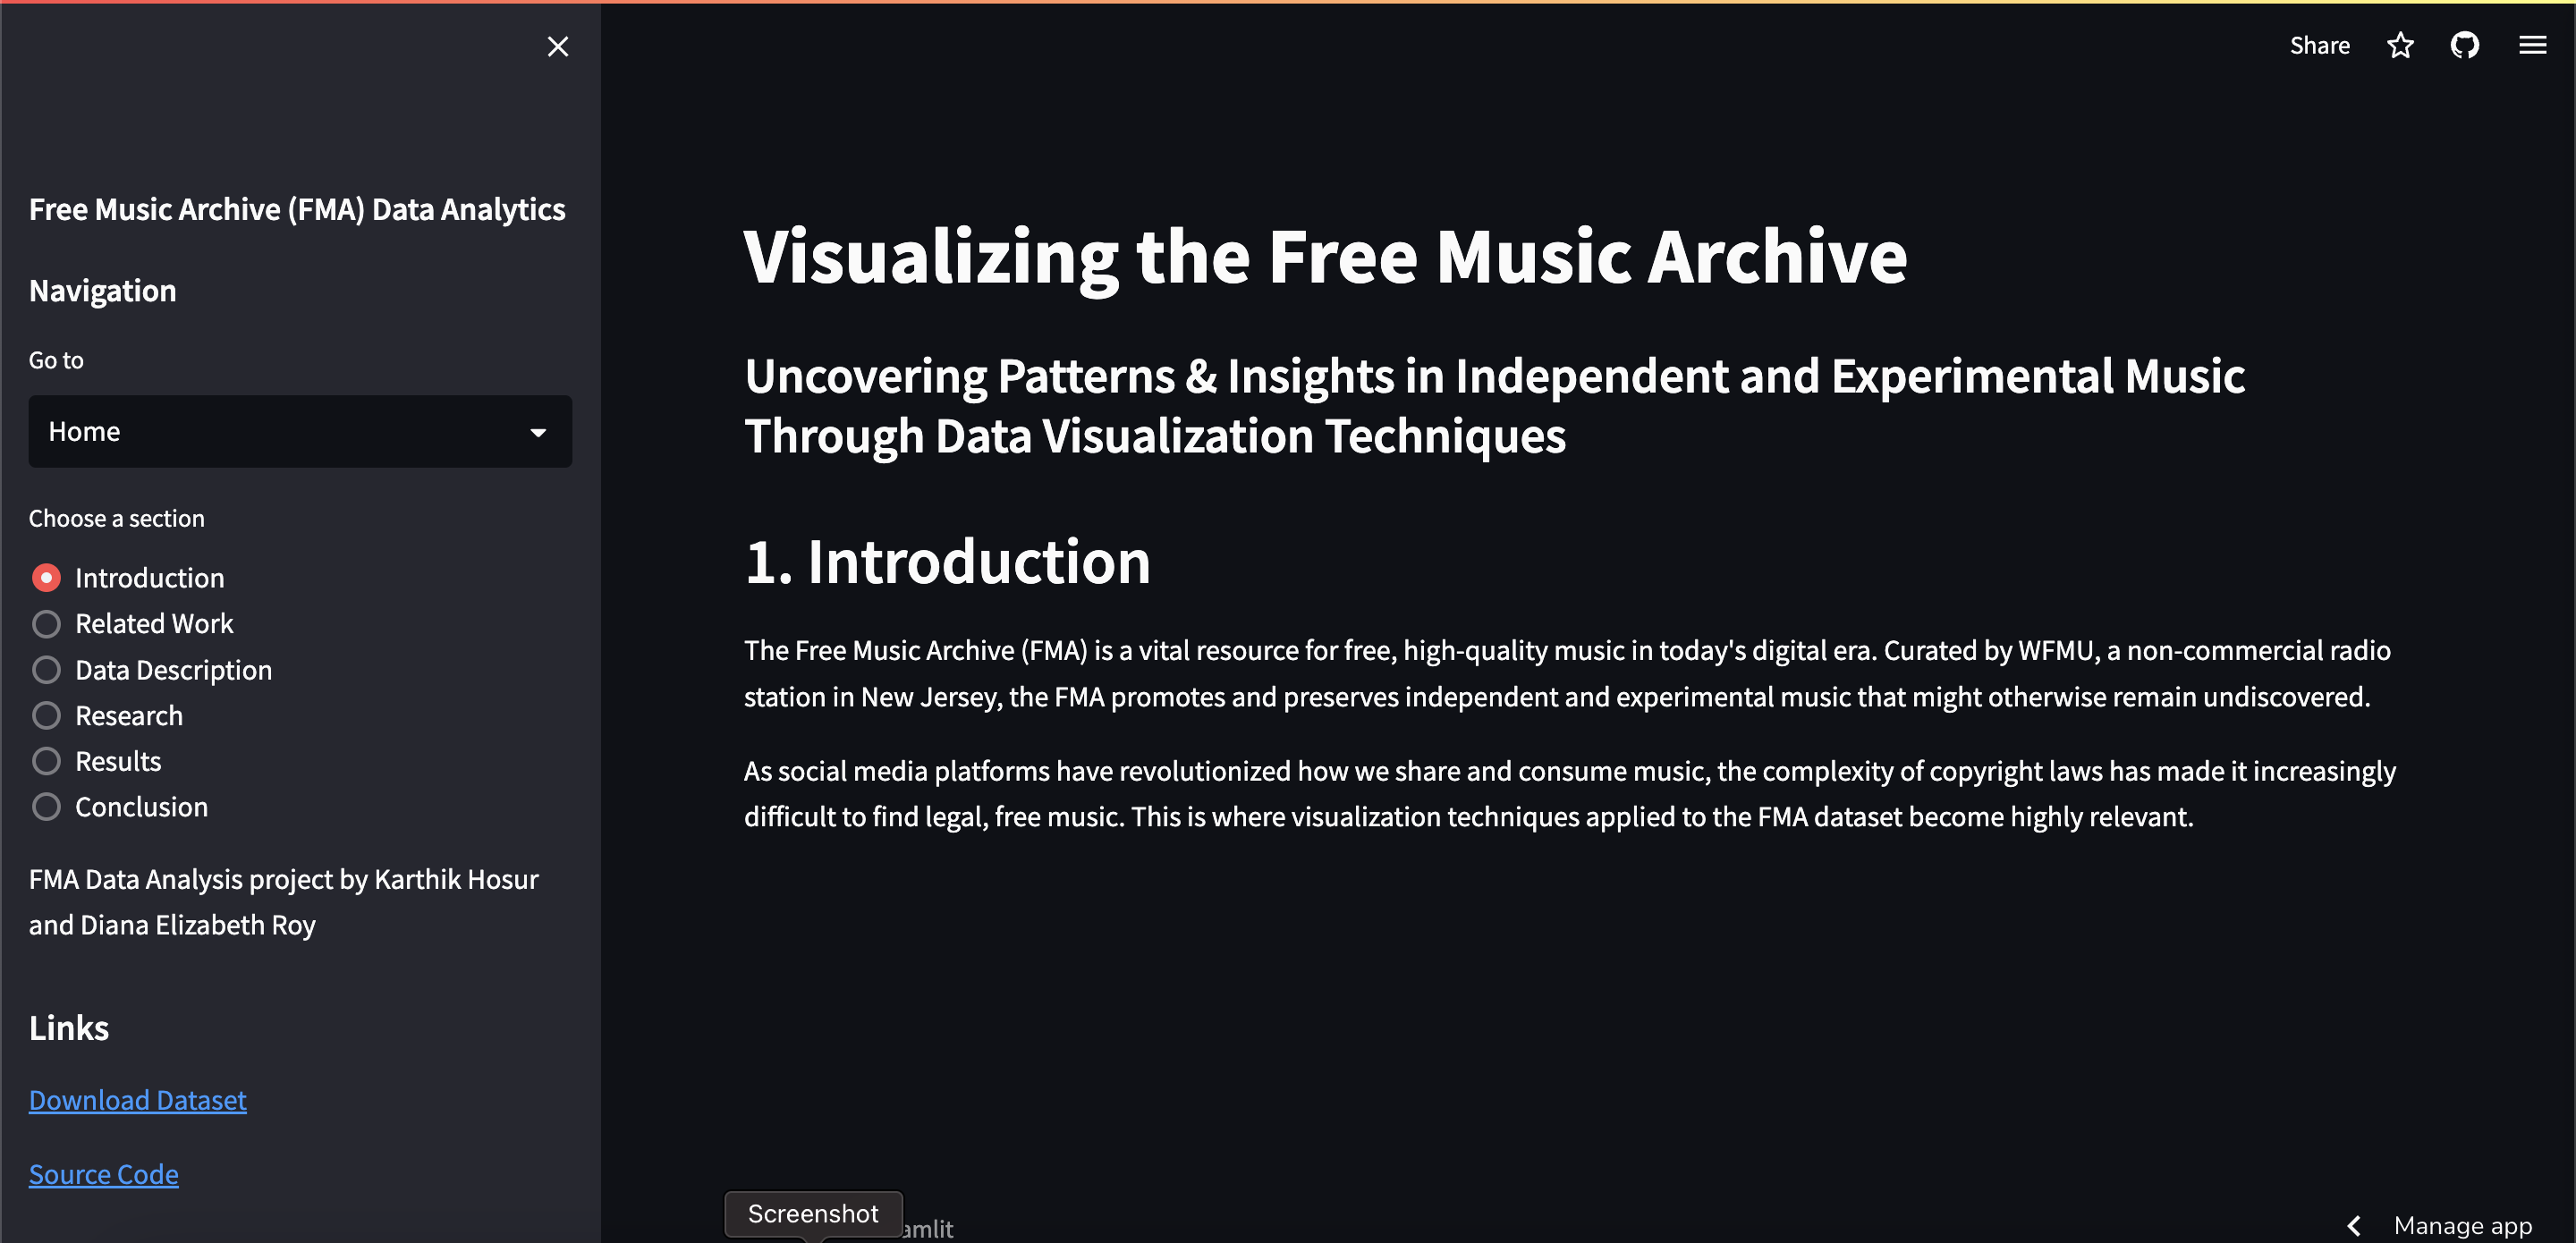 Share
Free Music Archive (FMA) Data Analytics
Navigation
Go to
Home
Choose a section
Introduction
Related Work
Data Description
Research
Results
Conclusion
FMA Data Analysis project by Karthik Hosur
and Diana Elizabeth Roy
Links
Download Dataset
Source Code
Visualizing the Free Music Archive
Uncovering Patterns & Insights in Independent and Experimental Music
Through Data Visualization Techniques
1. Introduction
The Free Music Archive (FMA) is a vital resource for free, high-quality music in today's digital era. Curated by WFMU, a non-commercial radio
station in New Jersey, the FMA promotes and preserves independent and experimental music that might otherwise remain undiscovered.
As social media platforms have revolutionized how we share and consume music, the complexity of copyright laws has made it increasingly
difficult to find legal, free music. This is where visualization techniques applied to the FMA dataset become highly relevant.
Screenshot
amlit
Manage app